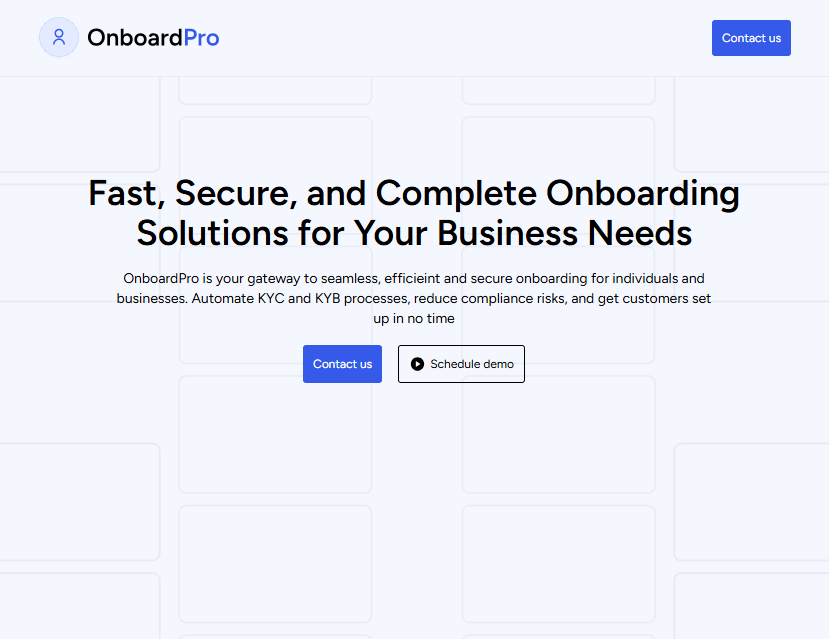 OnboardPro
Contact us
Fast, Secure, and Complete Onboarding
Solutions for Your Business Needs
OnboardPro is your gateway to seamless, efficieint and secure onboarding for individuals and
businesses. Automate KYC and KYB processes, reduce compliance risks, and get customers set
up in no time
Contact us
Schedule demo